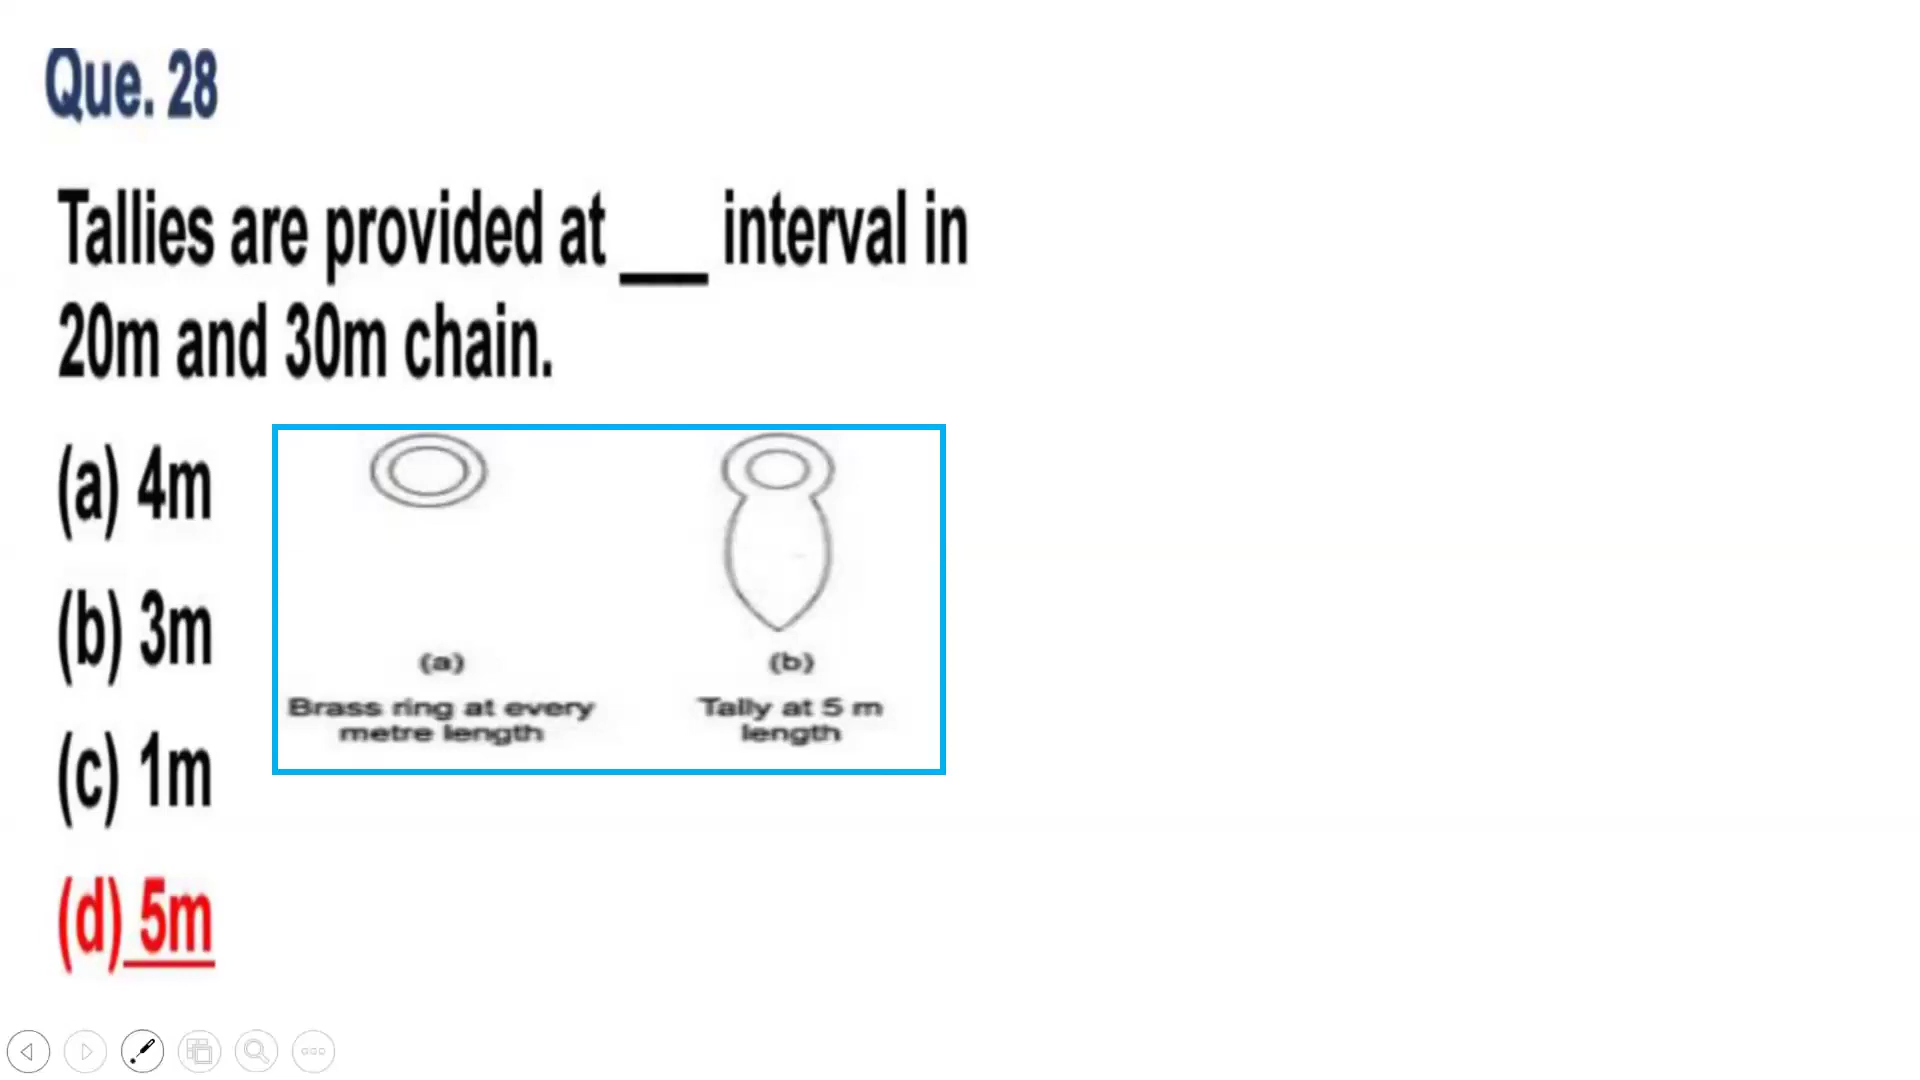 Que. 28
Tallies are provided at ___ interval in
20m and 30m chain.
(a) 4m
(b) 3m
(c) 1m
(d) 5m
(a)
Brass ring at every
metre length
(b)
Tally at 5 m
length